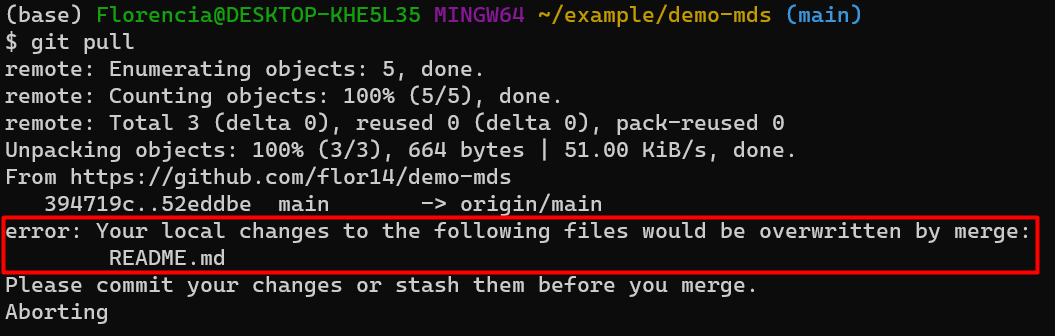 (base) Florencia@DESKTOP-KHE5L35 MINGW64 ~/example/demo-mds (main)
$ git pull
remote: Enumerating objects: 5, done.
remote: Counting objects: 100% (5/5), done.
remote: Total 3 (delta 0), reused 0 (delta 0), pack-reused 0
Unpacking objects: 100% (3/3), 664 bytes | 51.00 KiB/s, done.
From https://github.com/flor14/demo-mds
   394719c..52eddbe  main       -> origin/main
error: Your local changes to the following files would be overwritten by merge:
        README.md
Please commit your changes or stash them before you merge.
Aborting